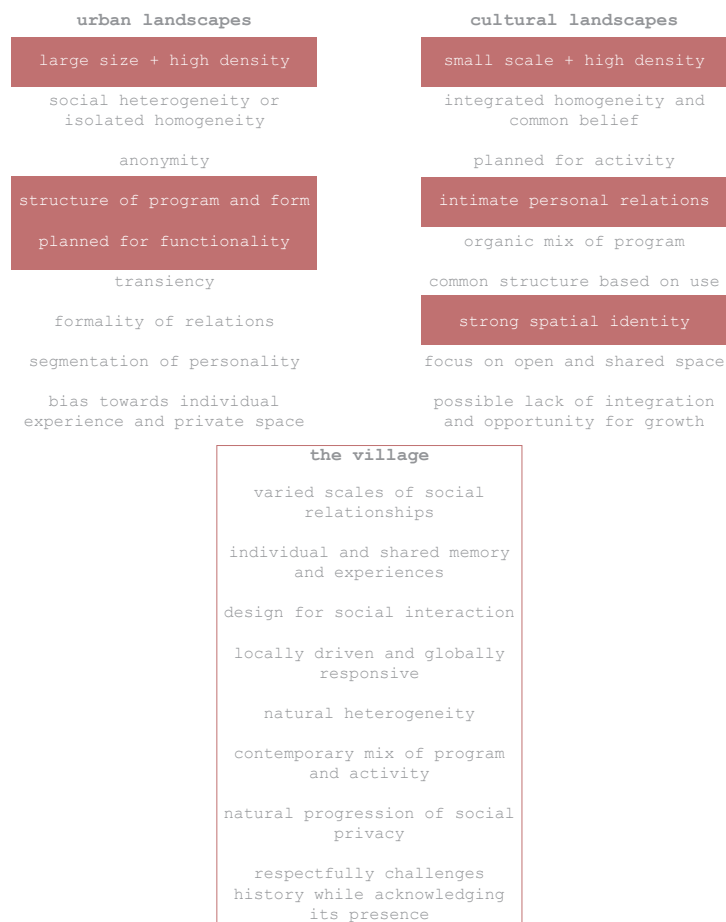 urban landscapes
large size + high density
social heterogeneity or
isolated homogeneity
anonymity
structure of program and form
planned for functionality
transiency
formality of relations
segmentation of personality
bias towards individual
experience and private space
cultural landscapes
small scale + high density
integrated homogeneity and
common belief
planned for activity
intimate personal relations
organic mix of program
common structure based on use
strong spatial identity
focus on open and shared space
possible lack of integration
and opportunity for growth
the village
varied scales of social
relationships
individual and shared memory
and experiences
design for social interaction
locally driven and globally
responsive
natural heterogeneity
contemporary mix of program
and activity
natural progression of social
privacy
respectfully challenges
history while acknowledging
its presence